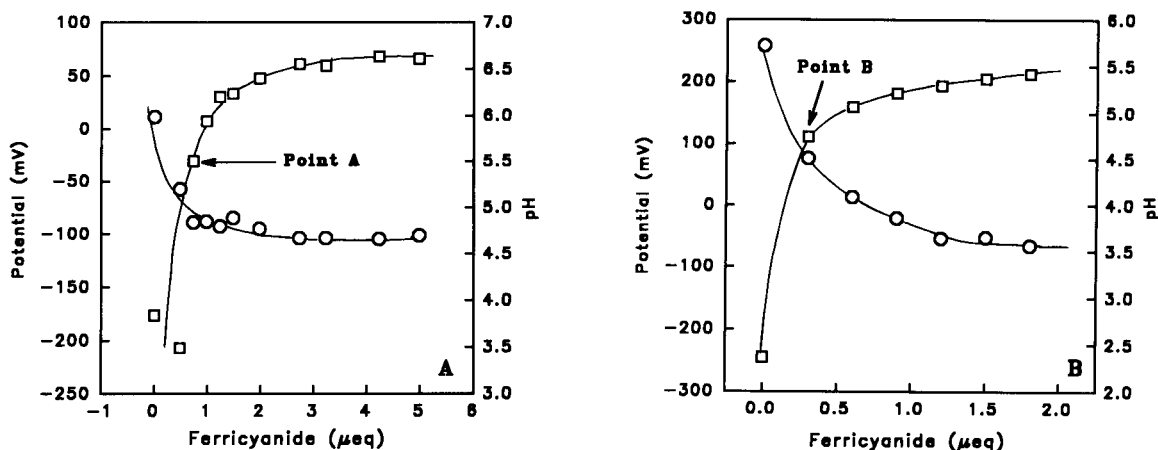 100
50
0
−50
−100
−150
−200
−250
Potential (mV)
7.0
6.5
6.0
5.5
5.0
4.5
4.0
3.5
3.0
pH
Point A
A
−1 0 1 2 3 4 5 6
Ferricyanide (μeq)
300
200
100
0
−100
−200
−300
Potential (mV)
6.0
5.5
5.0
4.5
4.0
3.5
3.0
2.5
2.0
pH
Point B
B
0.0 0.5 1.0 1.5 2.0
Ferricyanide (μeq)